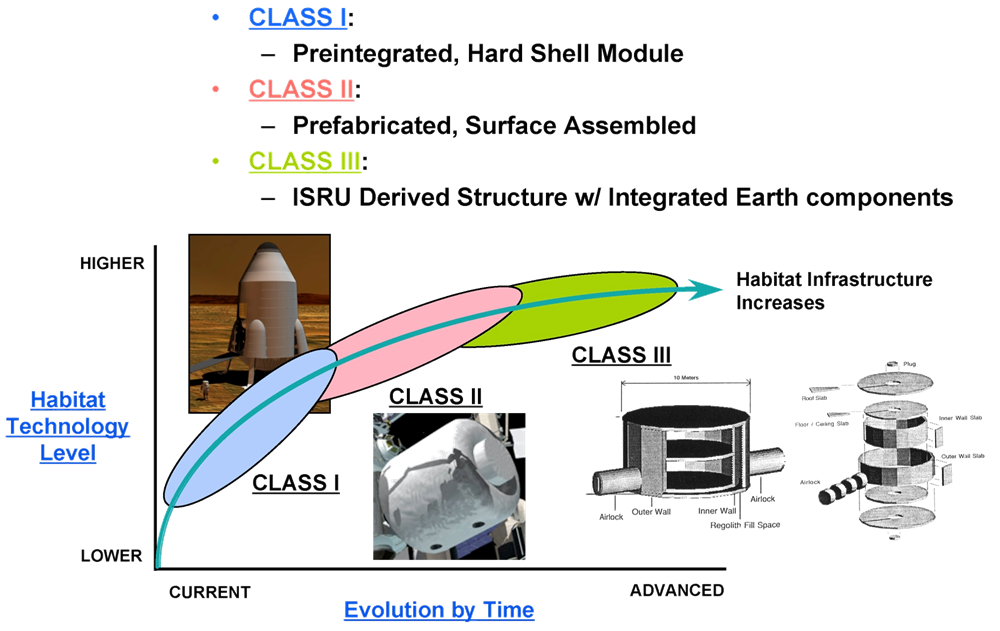 • CLASS I:
– Preintegrated, Hard Shell Module
• CLASS II:
– Prefabricated, Surface Assembled
• CLASS III:
– ISRU Derived Structure w/ Integrated Earth components
HIGHER
Habitat Infrastructure
Increases
CLASS III
CLASS II
CLASS I
Habitat
Technology
Level
LOWER
CURRENT
ADVANCED
Evolution by Time
10 Meters
Airlock
Outer Wall
Inner Wall
Airlock
Regolith Fill Space
Plug
Roof Slab
Inner Wall Slab
Floor / Ceiling Slab
Outer Wall Slab
Airlock